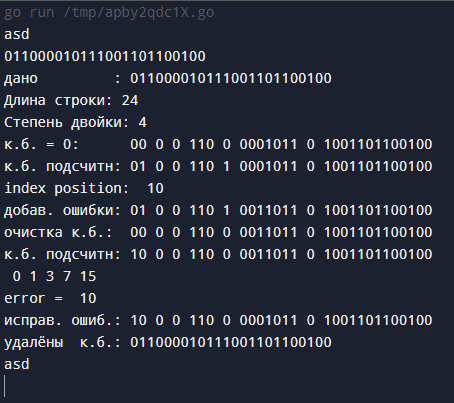 go run /tmp/apby2qdc1X.go
asd
011000010111001101100100
дано         : 011000010111001101100100
Длина строки: 24
Степень двойки: 4
к.б. = 0:      00 0 0 110 0 0001011 0 1001101100100
к.б. подсчитн: 01 0 0 110 1 0001011 0 1001101100100
index position:  10
добав. ошибки: 01 0 0 110 1 0011011 0 1001101100100
очистка к.б.:  00 0 0 110 0 0011011 0 1001101100100
к.б. подсчитн: 10 0 0 110 0 0011011 0 1001101100100
 0 1 3 7 15
error =  10
исправ. ошиб.: 10 0 0 110 0 0001011 0 1001101100100
удалёны  к.б.: 011000010111001101100100
asd